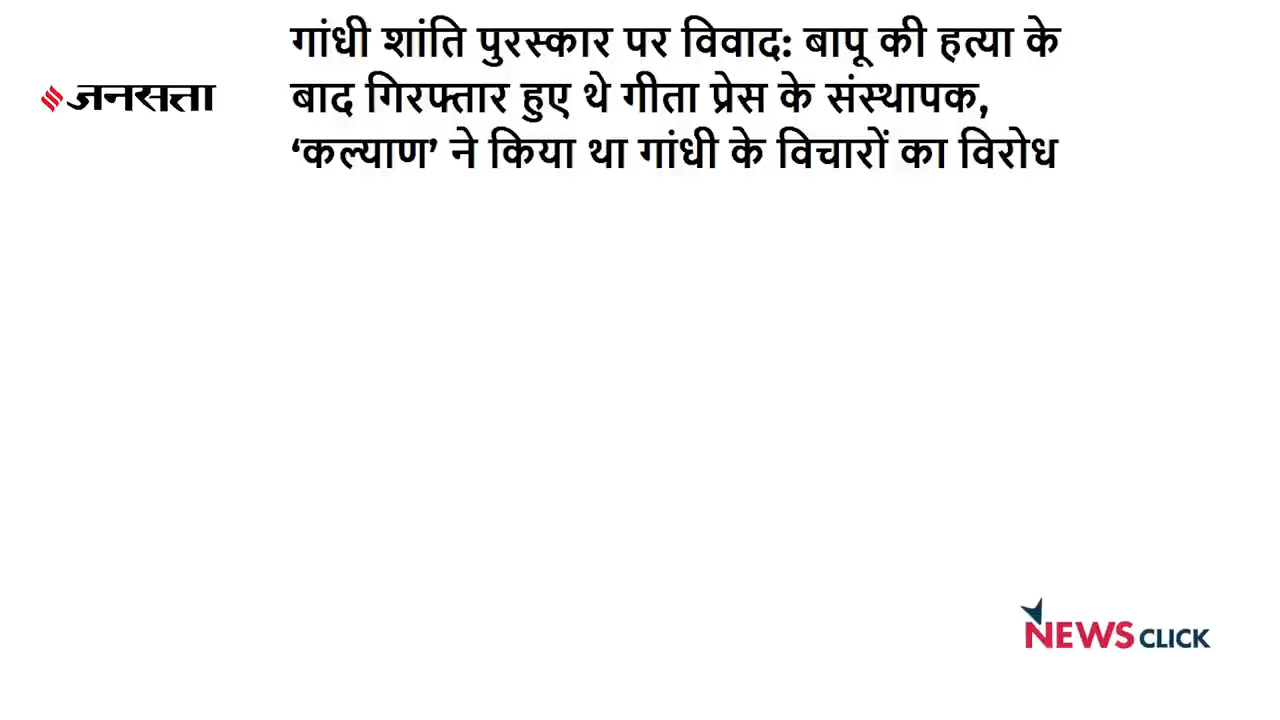 जनसत्ता
गांधी शांति पुरस्कार पर विवाद: बापू की हत्या के
बाद गिरफ्तार हुए थे गीता प्रेस के संस्थापक,
‘कल्याण’ ने किया था गांधी के विचारों का विरोध
NEWS CLICK